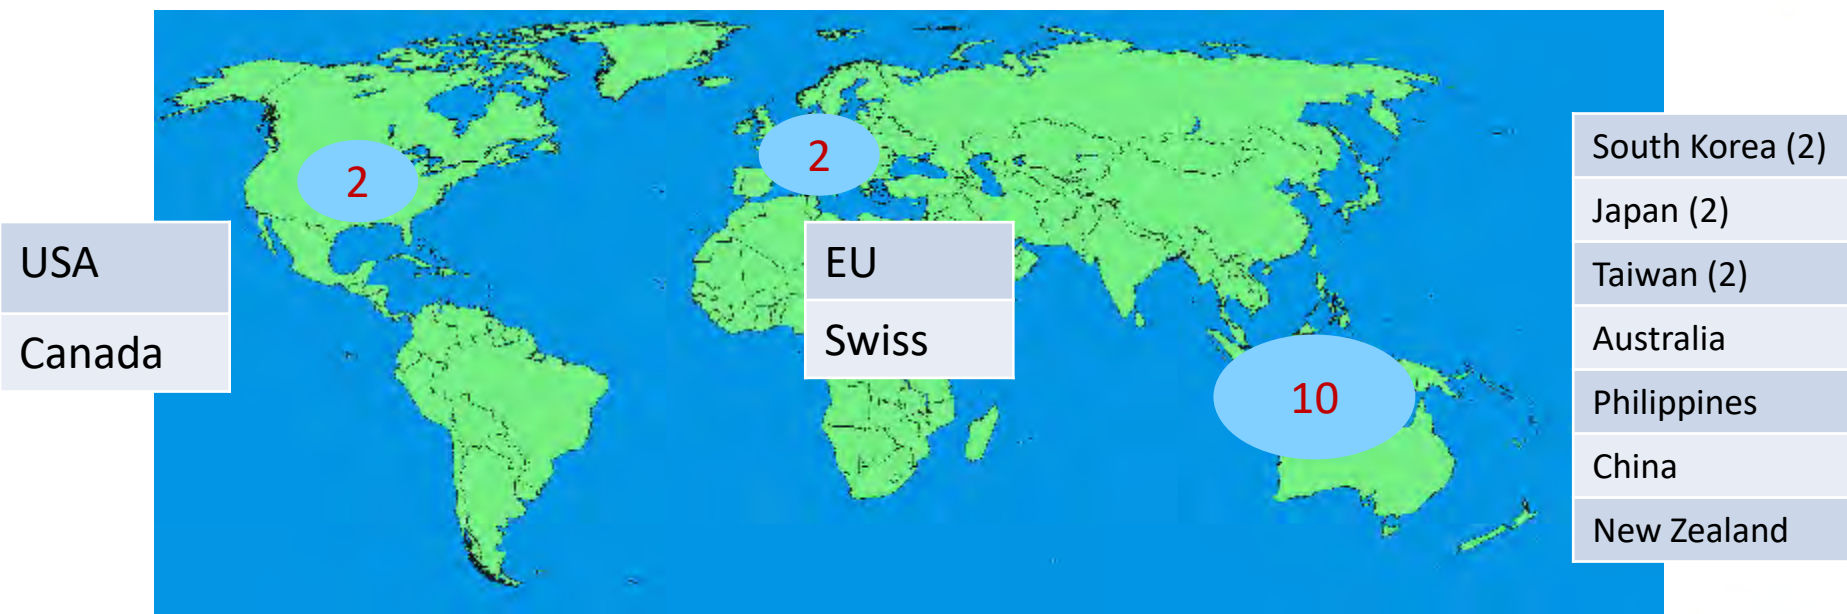 2
2
10
USA
Canada
EU
Swiss
South Korea (2)
Japan (2)
Taiwan (2)
Australia
Philippines
China
New Zealand